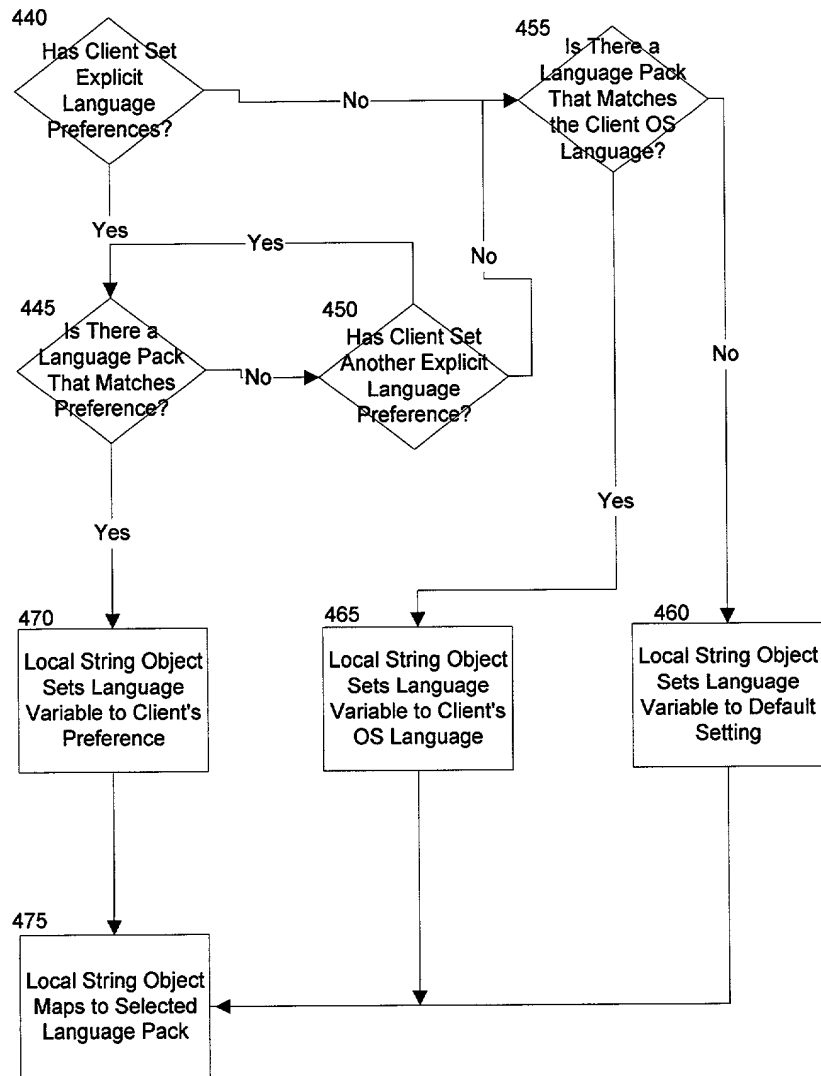 440
Has Client Set
Explicit
Language
Preferences?
No
455
Is There a
Language Pack
That Matches
the Client OS
Language?
Yes
Yes
No
445
Is There a
Language Pack
That Matches
Preference?
No
450
Has Client Set
Another Explicit
Language
Preference?
No
Yes
Yes
470
Local String Object
Sets Language
Variable to Client's
Preference
465
Local String Object
Sets Language
Variable to Client's
OS Language
460
Local String Object
Sets Language
Variable to Default
Setting
475
Local String Object
Maps to Selected
Language Pack